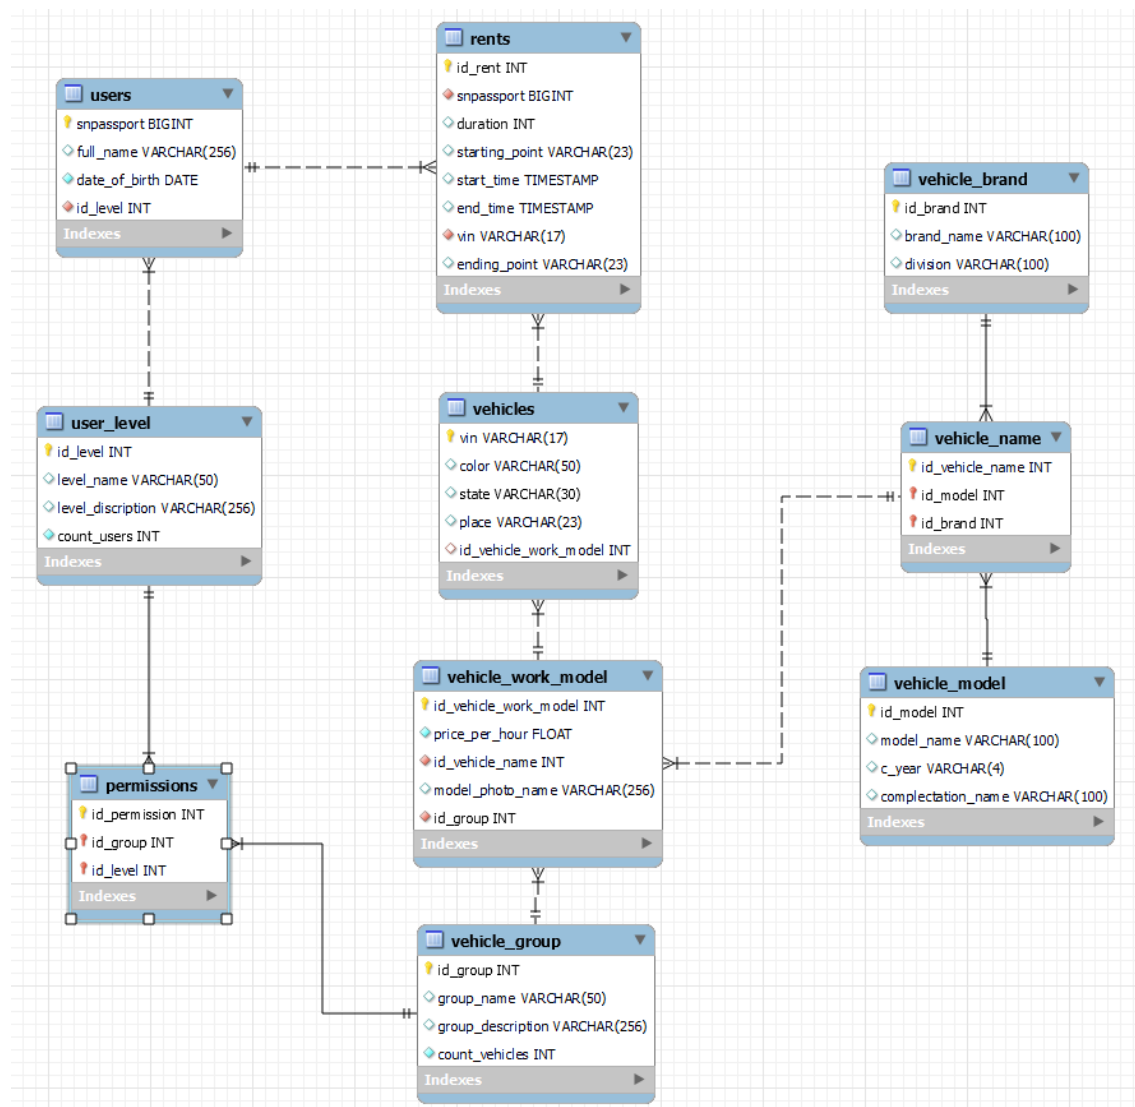 rents
id_rent INT
snpassport BIGINT
duration INT
starting_point VARCHAR(23)
start_time TIMESTAMP
end_time TIMESTAMP
vin VARCHAR(17)
ending_point VARCHAR(23)
Indexes
users
snpassport BIGINT
full_name VARCHAR(256)
date_of_birth DATE
id_level INT
Indexes
vehicle_brand
id_brand INT
brand_name VARCHAR(100)
division VARCHAR(100)
Indexes
user_level
id_level INT
level_name VARCHAR(50)
level_discription VARCHAR(256)
count_users INT
Indexes
vehicles
vin VARCHAR(17)
color VARCHAR(50)
state VARCHAR(30)
place VARCHAR(23)
id_vehicle_work_model INT
Indexes
vehicle_name
id_vehicle_name INT
id_model INT
id_brand INT
Indexes
vehicle_work_model
id_vehicle_work_model INT
price_per_hour FLOAT
id_vehicle_name INT
model_photo_name VARCHAR(256)
id_group INT
Indexes
vehicle_model
id_model INT
model_name VARCHAR(100)
c_year VARCHAR(4)
complectation_name VARCHAR(100)
Indexes
permissions
id_permission INT
id_group INT
id_level INT
Indexes
vehicle_group
id_group INT
group_name VARCHAR(50)
group_description VARCHAR(256)
count_vehicles INT
Indexes